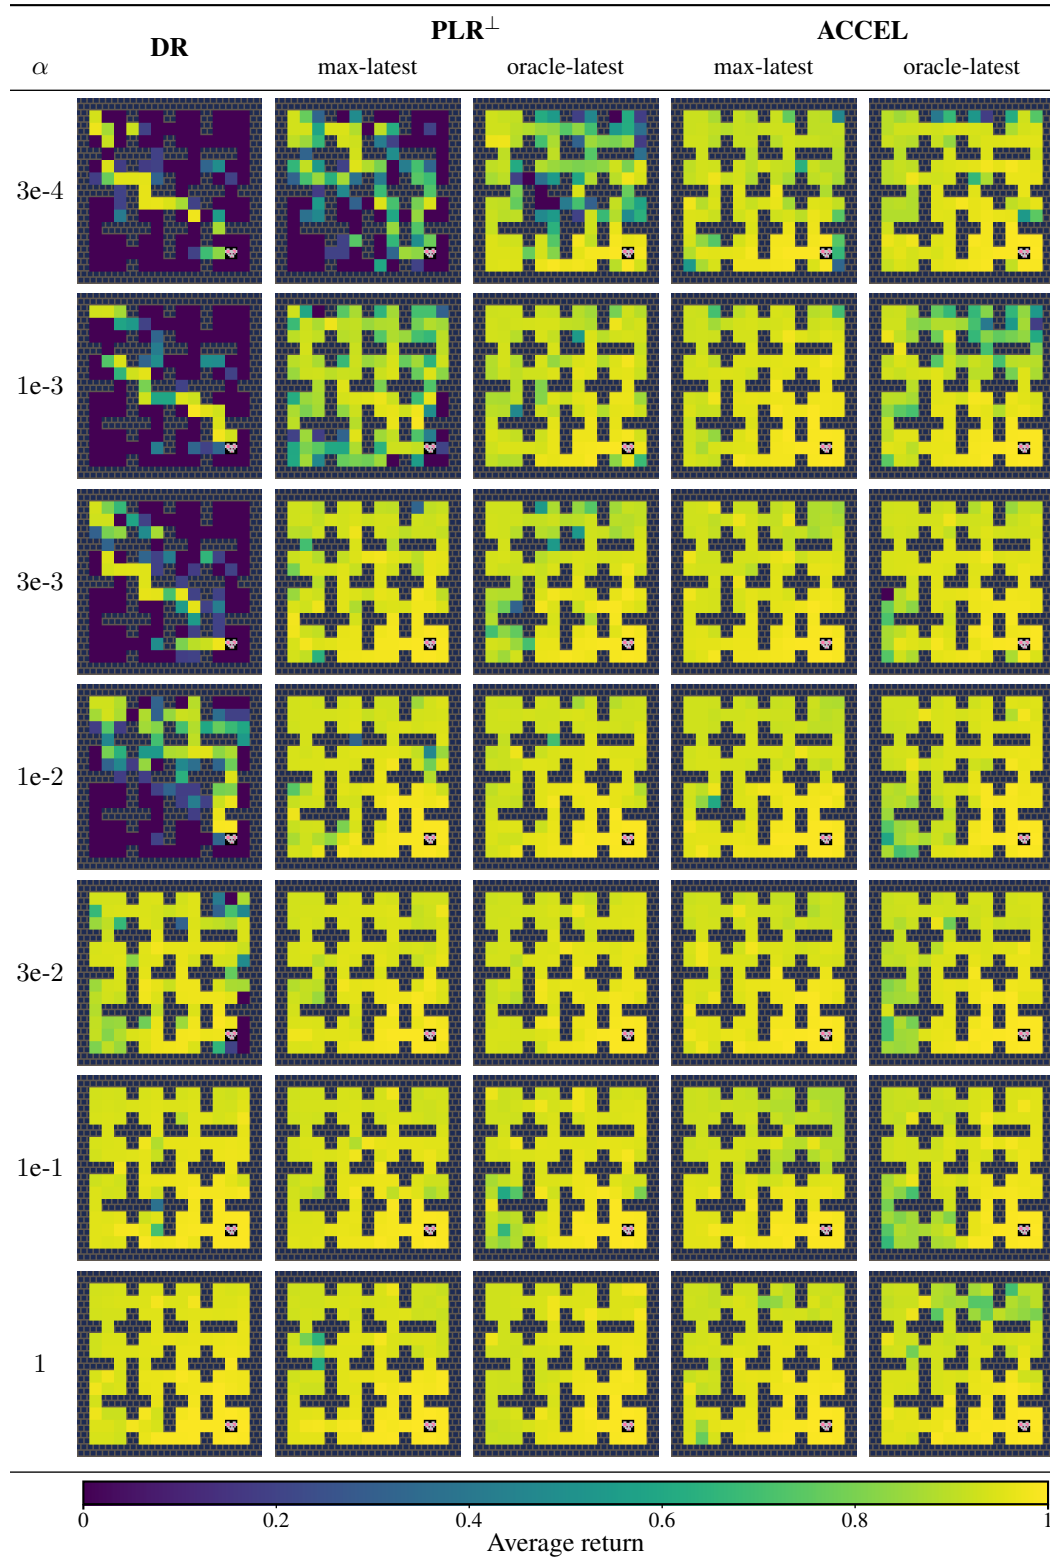 DR PLR⊥ ACCEL
α max-latest oracle-latest max-latest oracle-latest
3e-4
1e-3
3e-3
1e-2
3e-2
1e-1
1
0 0.2 0.4 0.6 0.8 1
Average return